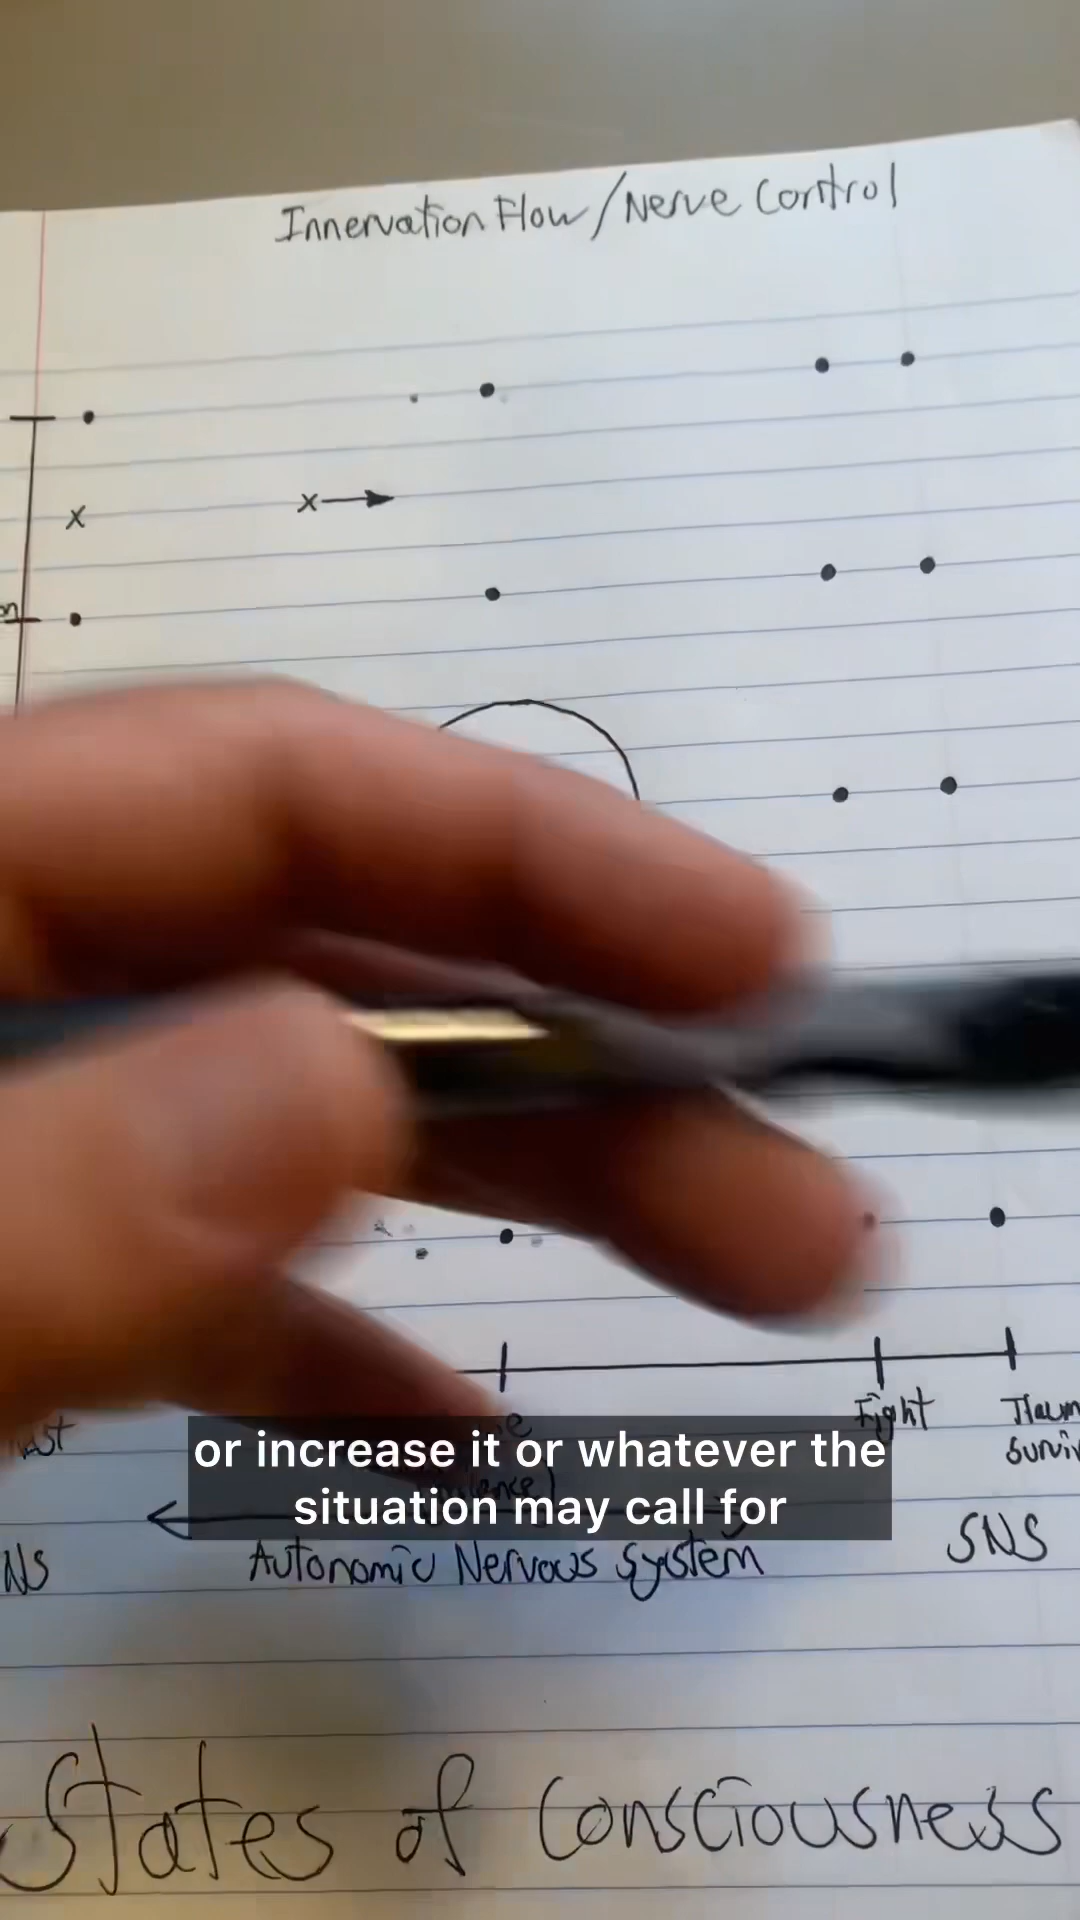 Innervation Flow/Nerve Control
x
x
Fight
or increase it or whatever the
situation may call for
SNS
Autonomic Nervous System
States of Consciousness